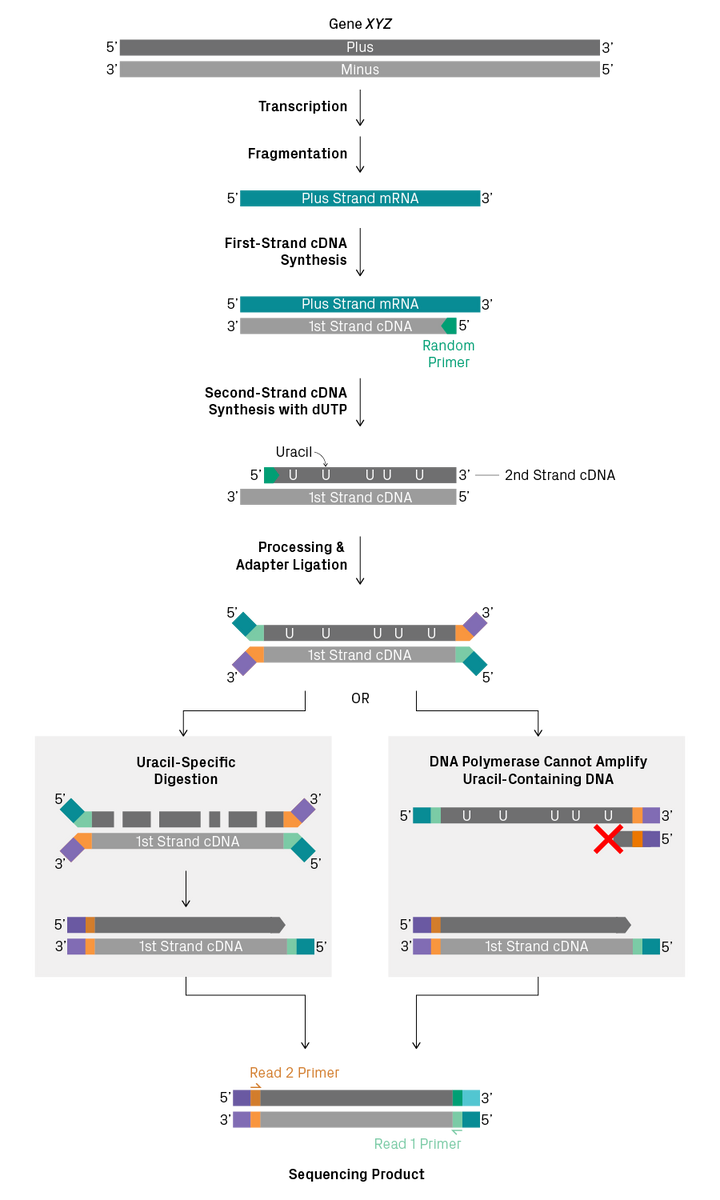 Gene XYZ
5’ Plus 3’
3’ Minus 5’
Transcription
Fragmentation
5’ Plus Strand mRNA 3’
First-Strand cDNA
Synthesis
5’ Plus Strand mRNA 3’
3’ 1st Strand cDNA 5’
Random
Primer
Second-Strand cDNA
Synthesis with dUTP
Uracil
5’ U U U U U 3’ 2nd Strand cDNA
3’ 1st Strand cDNA 5’
Processing &
Adapter Ligation
5’ 3’
U U U U U
1st Strand cDNA
3’ 5’
OR
Uracil-Specific
Digestion
5’ 3’
1st Strand cDNA
3’ 5’
5’
3’ 1st Strand cDNA 5’
DNA Polymerase Cannot Amplify
Uracil-Containing DNA
5’ U U U U U 3’
5’
5’
3’ 1st Strand cDNA 5’
Read 2 Primer
5’ 3’
3’ 5’
Read 1 Primer
Sequencing Product